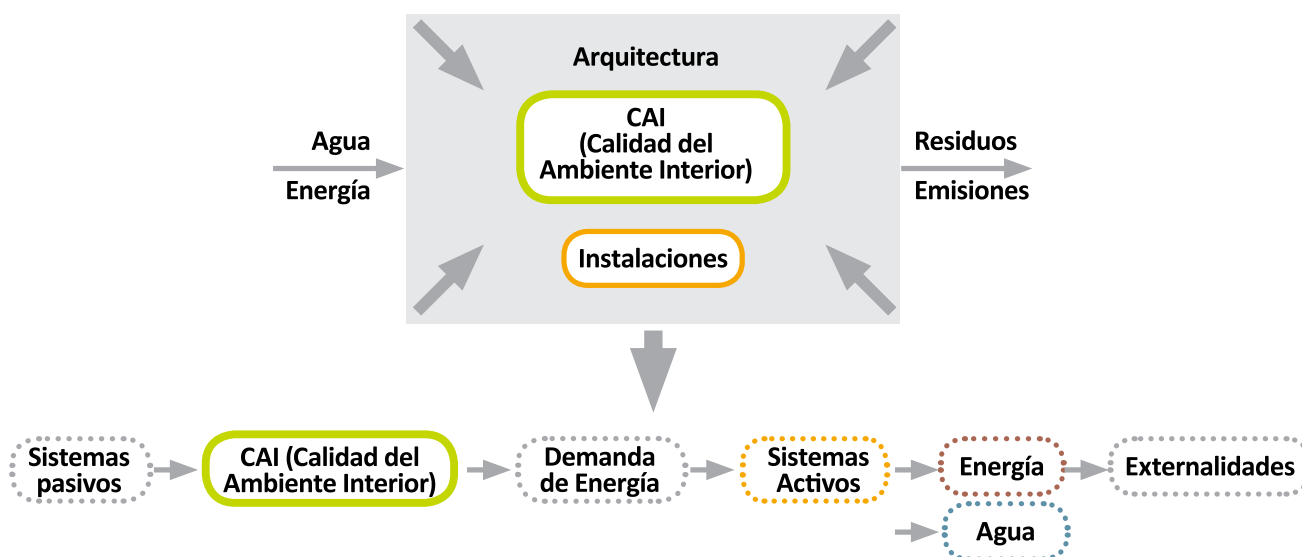 Arquitectura
CAI
(Calidad del
Ambiente Interior)
Agua
Energía
Residuos
Emisiones
Instalaciones
Sistemas
pasivos
CAI (Calidad del
Ambiente Interior)
Demanda
de Energía
Sistemas
Activos
Energía
Externalidades
Agua